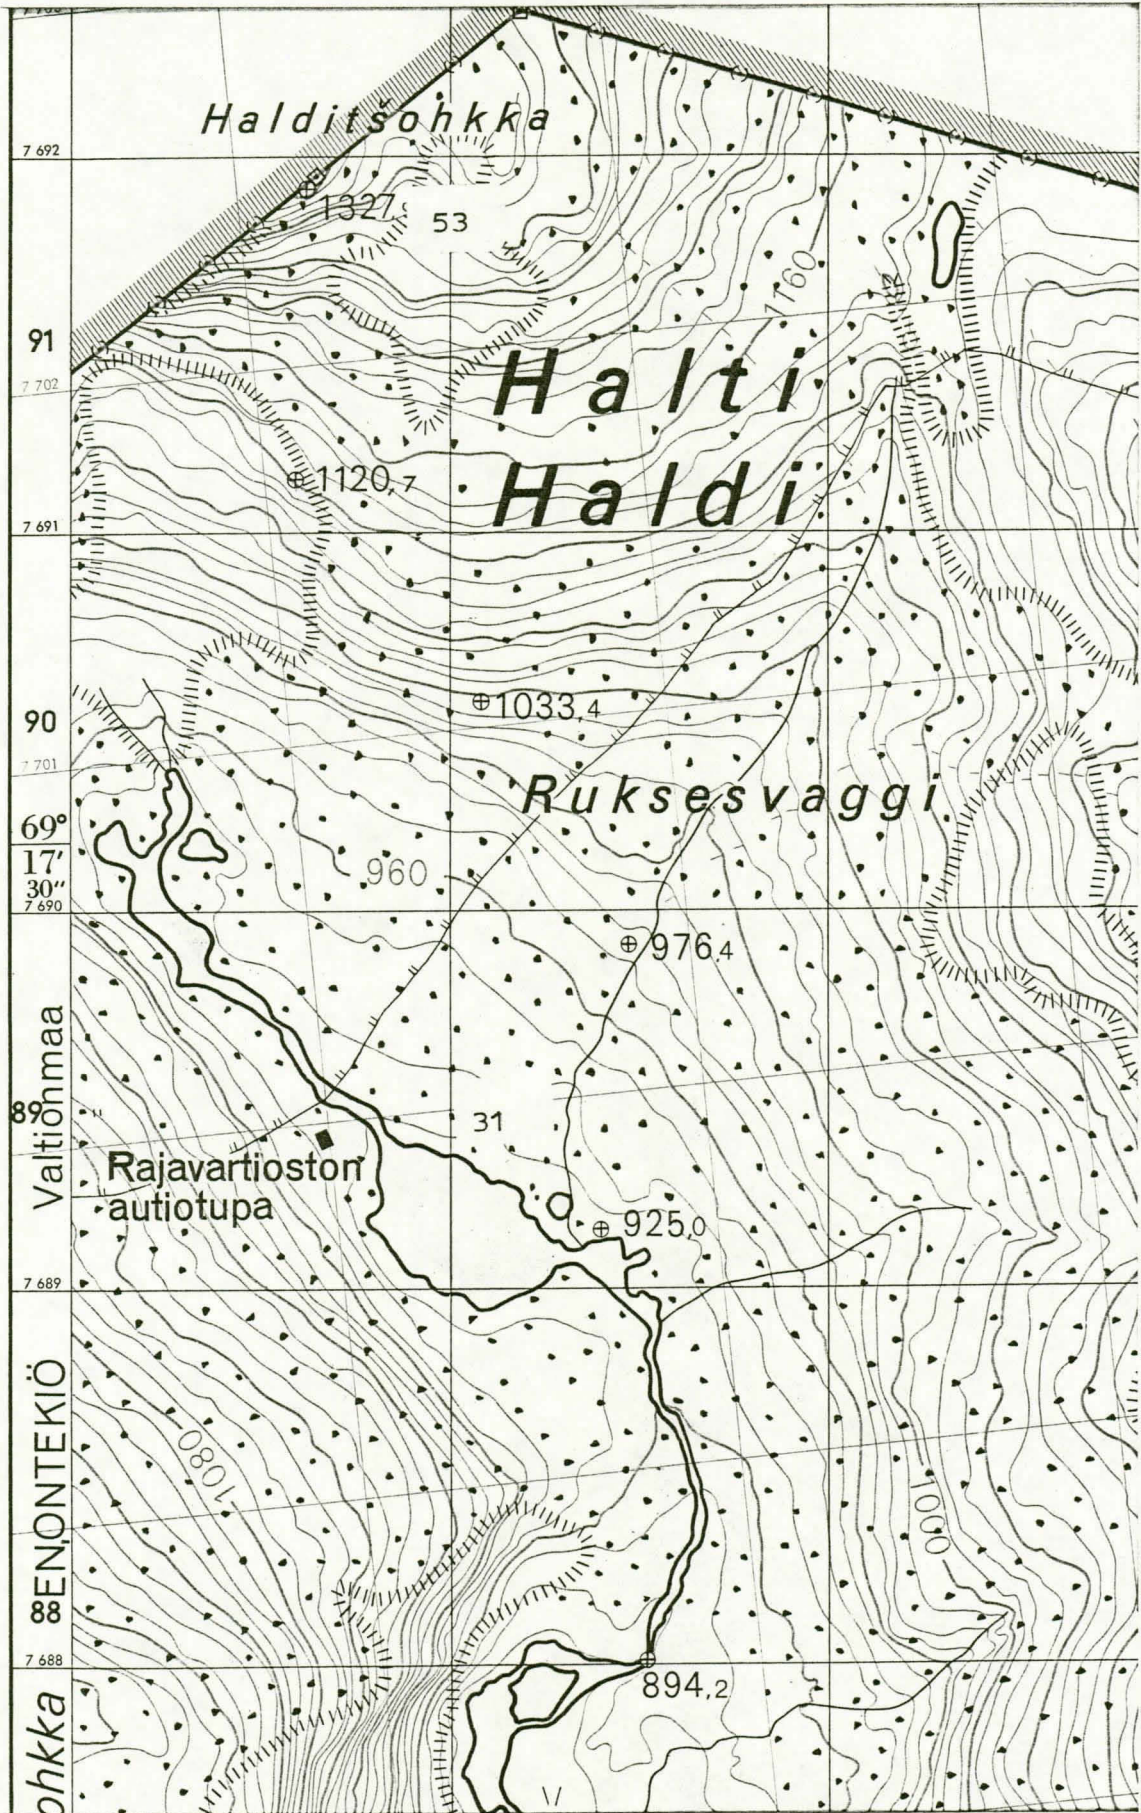 Halditšohkka
7 692
1327,
53
1160
91
7 702
Halti
1120,7
Haldi
7 691
1033,4
90
7 701
Ruksesvaggi
69°
17'
30"
960
7 690
976,4
Valtionmaa
89
31
Rajavartioston
autiotupa
925,0
7 689
ENONTEKIÖ
1080
1000
88
7 688
894,2
ohkka